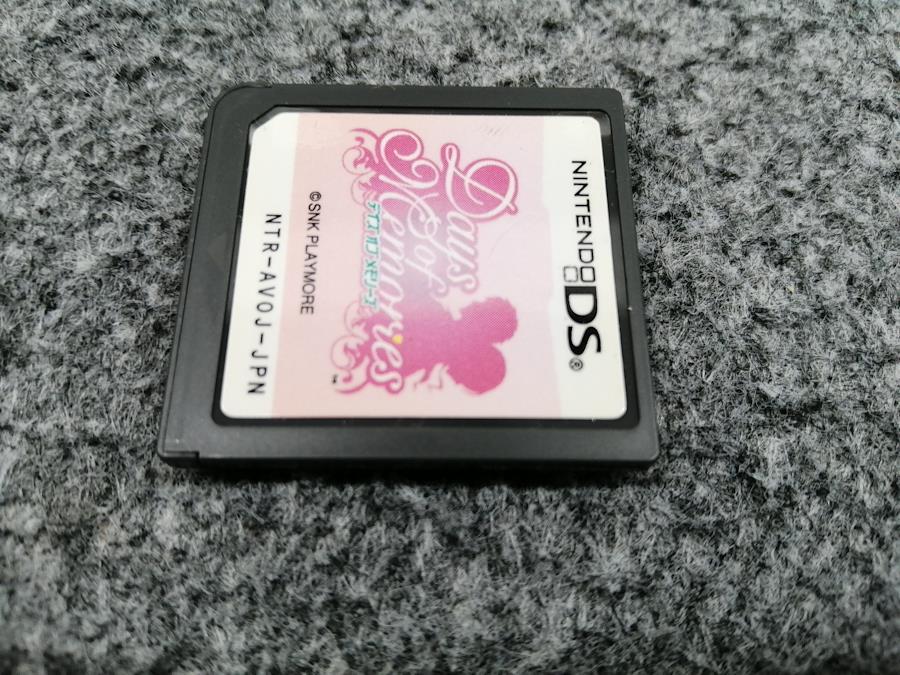 NINTENDO DS®
Days
of
Memories™
デイズ オブ メモリーズ
©SNK PLAYMORE
NTR-AVOJ-JPN